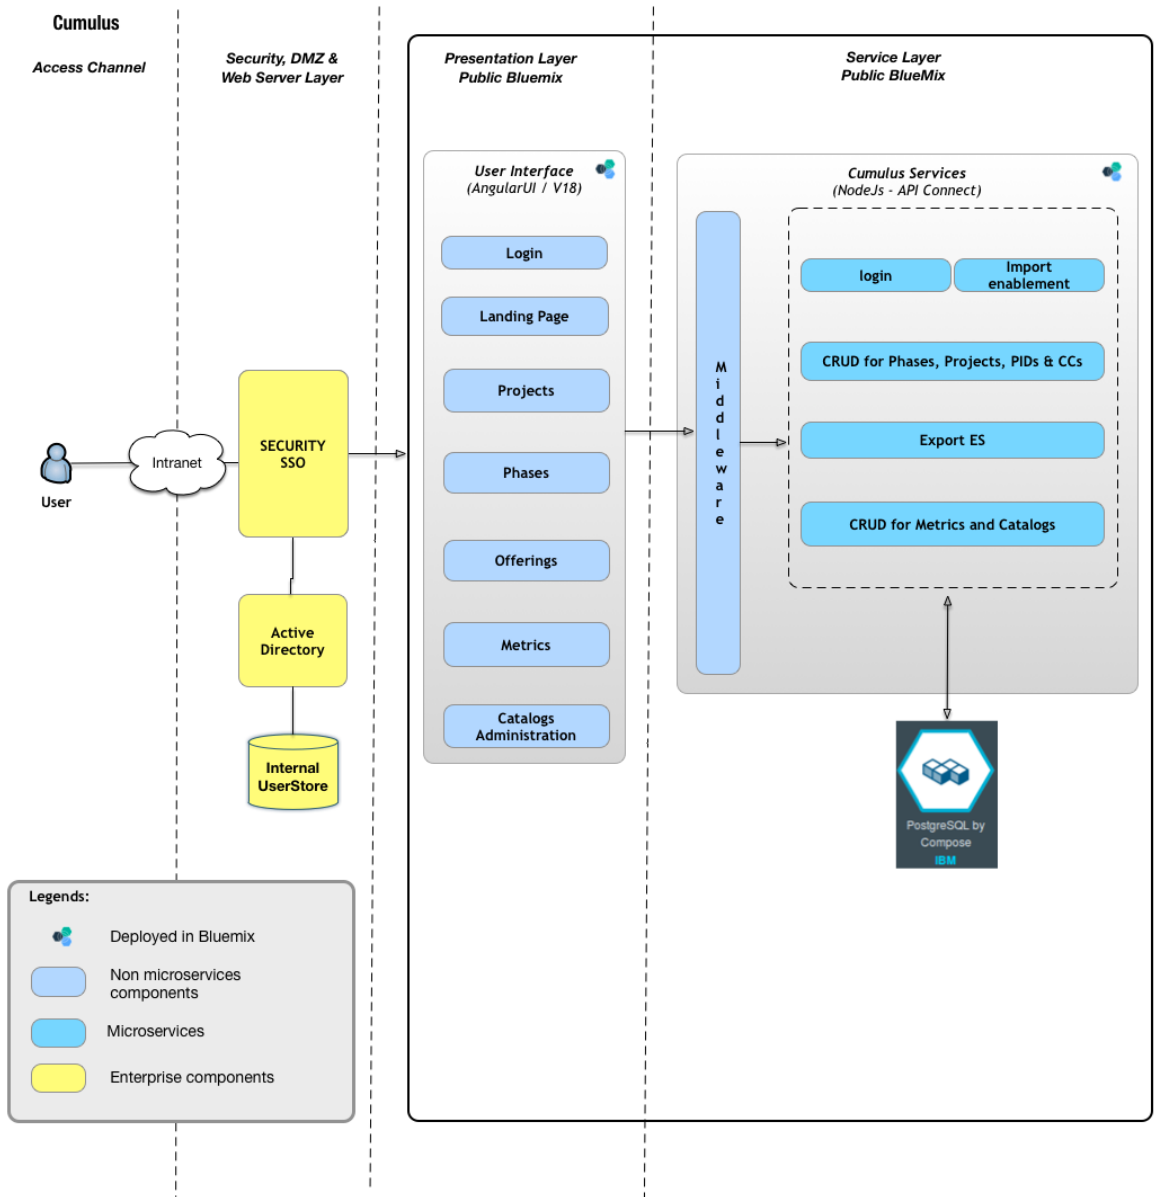 Cumulus
Access Channel
Security, DMZ &
Web Server Layer
Presentation Layer
Public Bluemix
Service Layer
Public BlueMix
User Interface
(AngularUI / V18)
Login
Landing Page
Projects
Phases
Offerings
Metrics
Catalogs
Administration
Cumulus Services
(NodeJs - API Connect)
Middleware
login
Import
enablement
CRUD for Phases, Projects, PIDs & CCs
Export ES
CRUD for Metrics and Catalogs
User
Intranet
SECURITY
SSO
Active
Directory
Internal
UserStore
PostgreSQL by
Compose
IBM
Legends:
Deployed in Bluemix
Non microservices
components
Microservices
Enterprise components